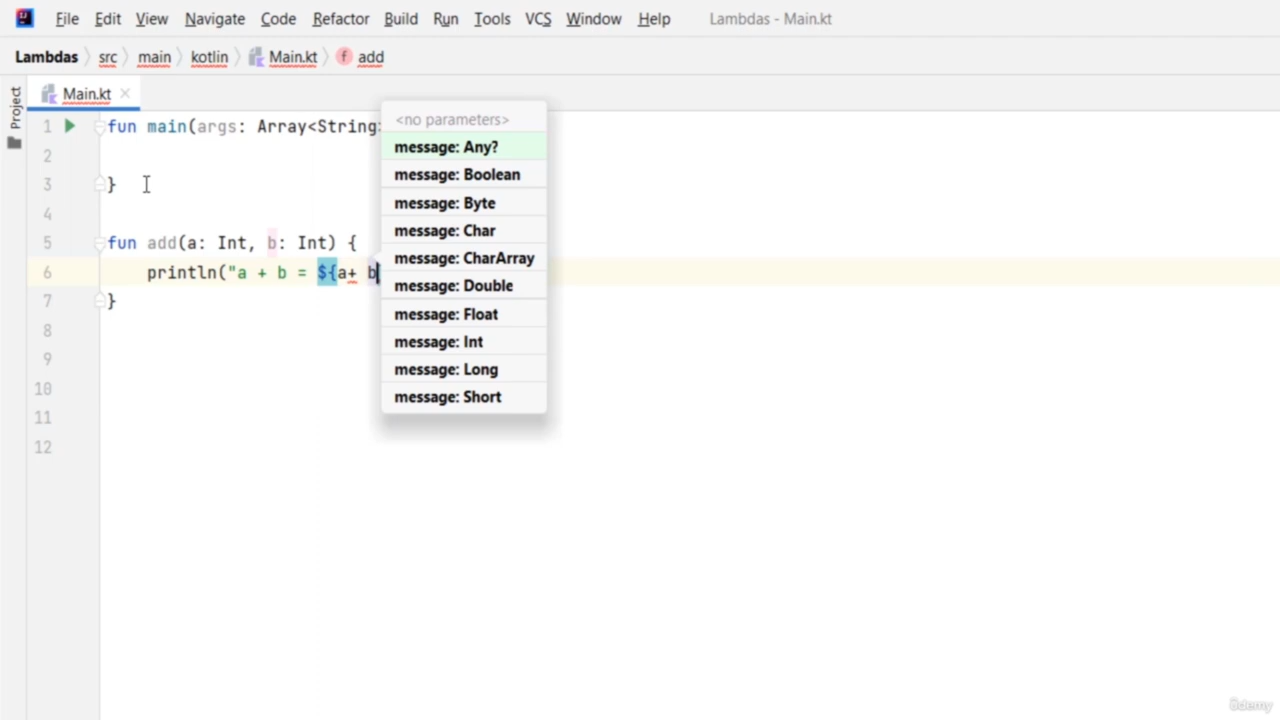 File Edit View Navigate Code Refactor Build Run Tools VCS Window Help Lambdas - Main.kt
Lambdas src main kotlin Main.kt f add
Project
Main.kt
1 fun main(args: Array<String>
2
3 }
4
5 fun add(a: Int, b: Int) {
6 println("a + b = ${a+ b
7 }
8
9
10
11
12
<no parameters>
message: Any?
message: Boolean
message: Byte
message: Char
message: CharArray
message: Double
message: Float
message: Int
message: Long
message: Short
ûdemy